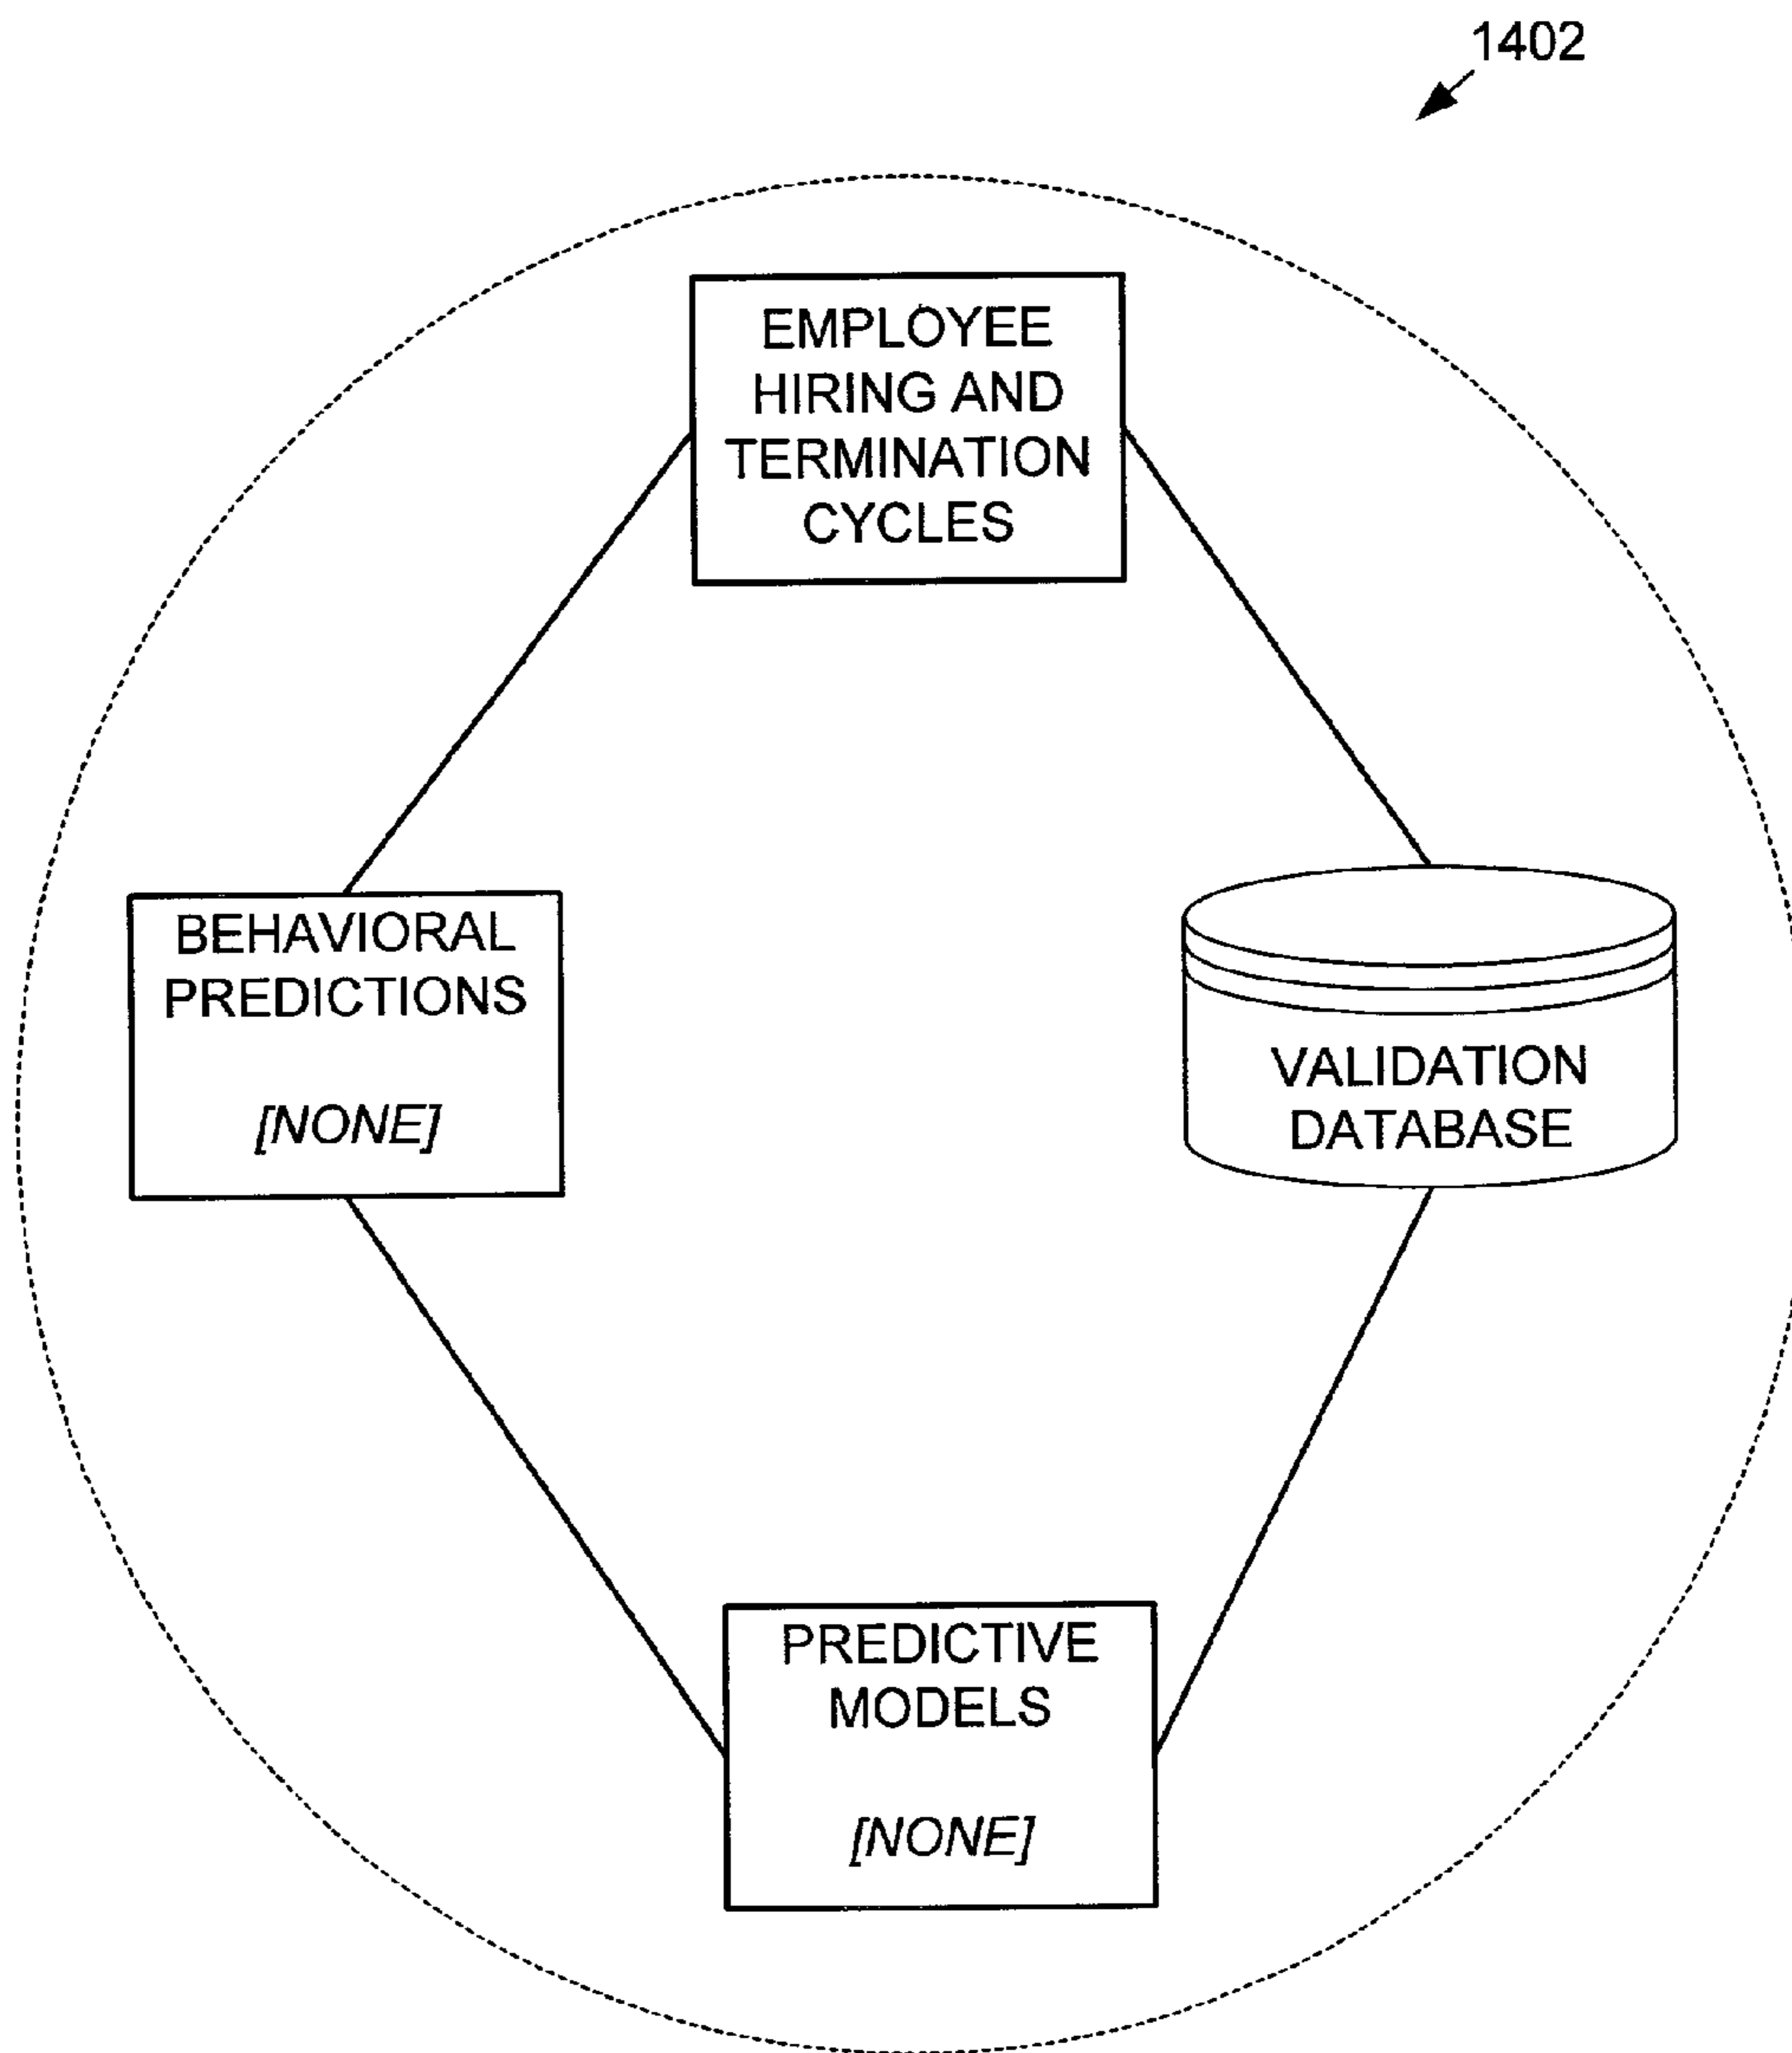 1402
EMPLOYEE
HIRING AND
TERMINATION
CYCLES
BEHAVIORAL
PREDICTIONS
[NONE]
VALIDATION
DATABASE
PREDICTIVE
MODELS
[NONE]